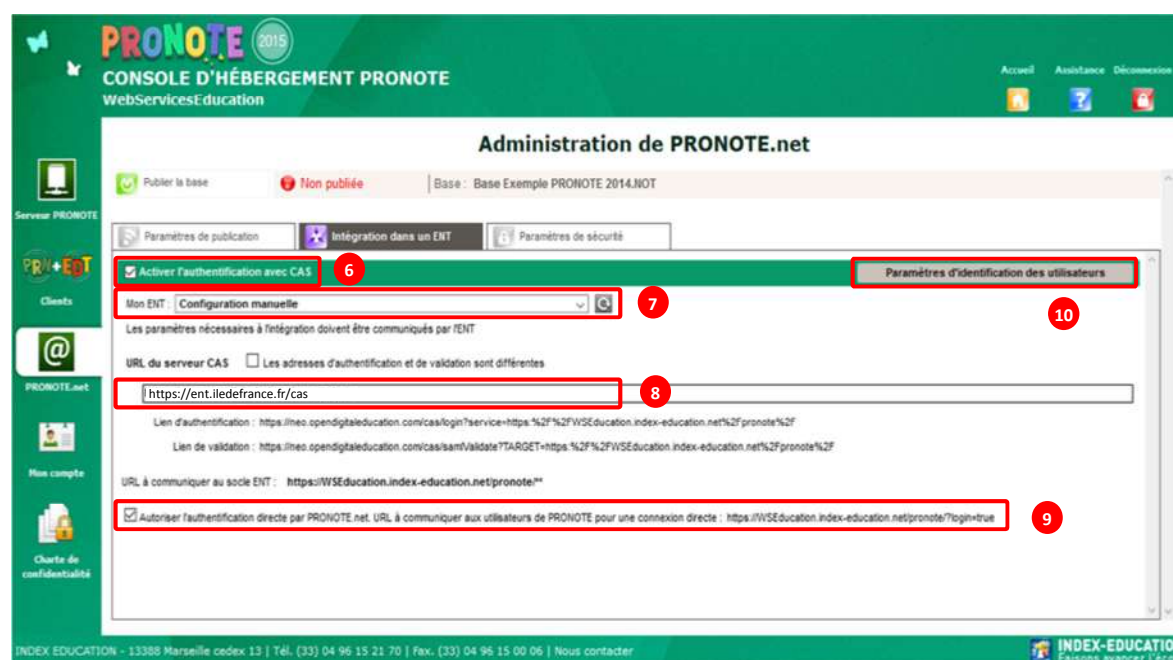 PRONOTE 2015
CONSOLE D'HÉBERGEMENT PRONOTE
WebServicesEducation
Accueil Assistance Déconnexion
Administration de PRONOTE.net
Publier la base Non publiée Base : Base Exemple PRONOTE 2014.NOT
Serveur PRONOTE
Paramètres de publication Intégration dans un ENT Paramètres de sécurité
PRN+EDT
Clients
Activer l'authentification avec CAS 6 Paramètres d'identification des utilisateurs
10
Mon ENT : Configuration manuelle 7
Les paramètres nécessaires à l'intégration doivent être communiqués par l'ENT
@
PRONOTE.net
URL du serveur CAS Les adresses d'authentification et de validation sont différentes
https://ent.iledefrance.fr/cas 8
Lien d'authentification : https://neo.opendigitaleducation.com/cas/login?service=https:%2F%2FWSEducation.index-education.net%2Fpronote%2F
Lien de validation : https://neo.opendigitaleducation.com/cas/samlValidate?TARGET=https:%2F%2FWSEducation.index-education.net%2Fpronote%2F
Mon compte
URL à communiquer au socle ENT : https://WSEducation.index-education.net/pronote/**
Autoriser l'authentification directe par PRONOTE.net. URL à communiquer aux utilisateurs de PRONOTE pour une connexion directe : https://WSEducation.index-education.net/pronote/?login=true 9
Charte de
confidentialité
INDEX EDUCATION - 13388 Marseille cedex 13 | Tél. (33) 04 96 15 21 70 | Fax. (33) 04 96 15 00 06 | Nous contacter
INDEX-EDUCATIO
Faisons avancer l'éco